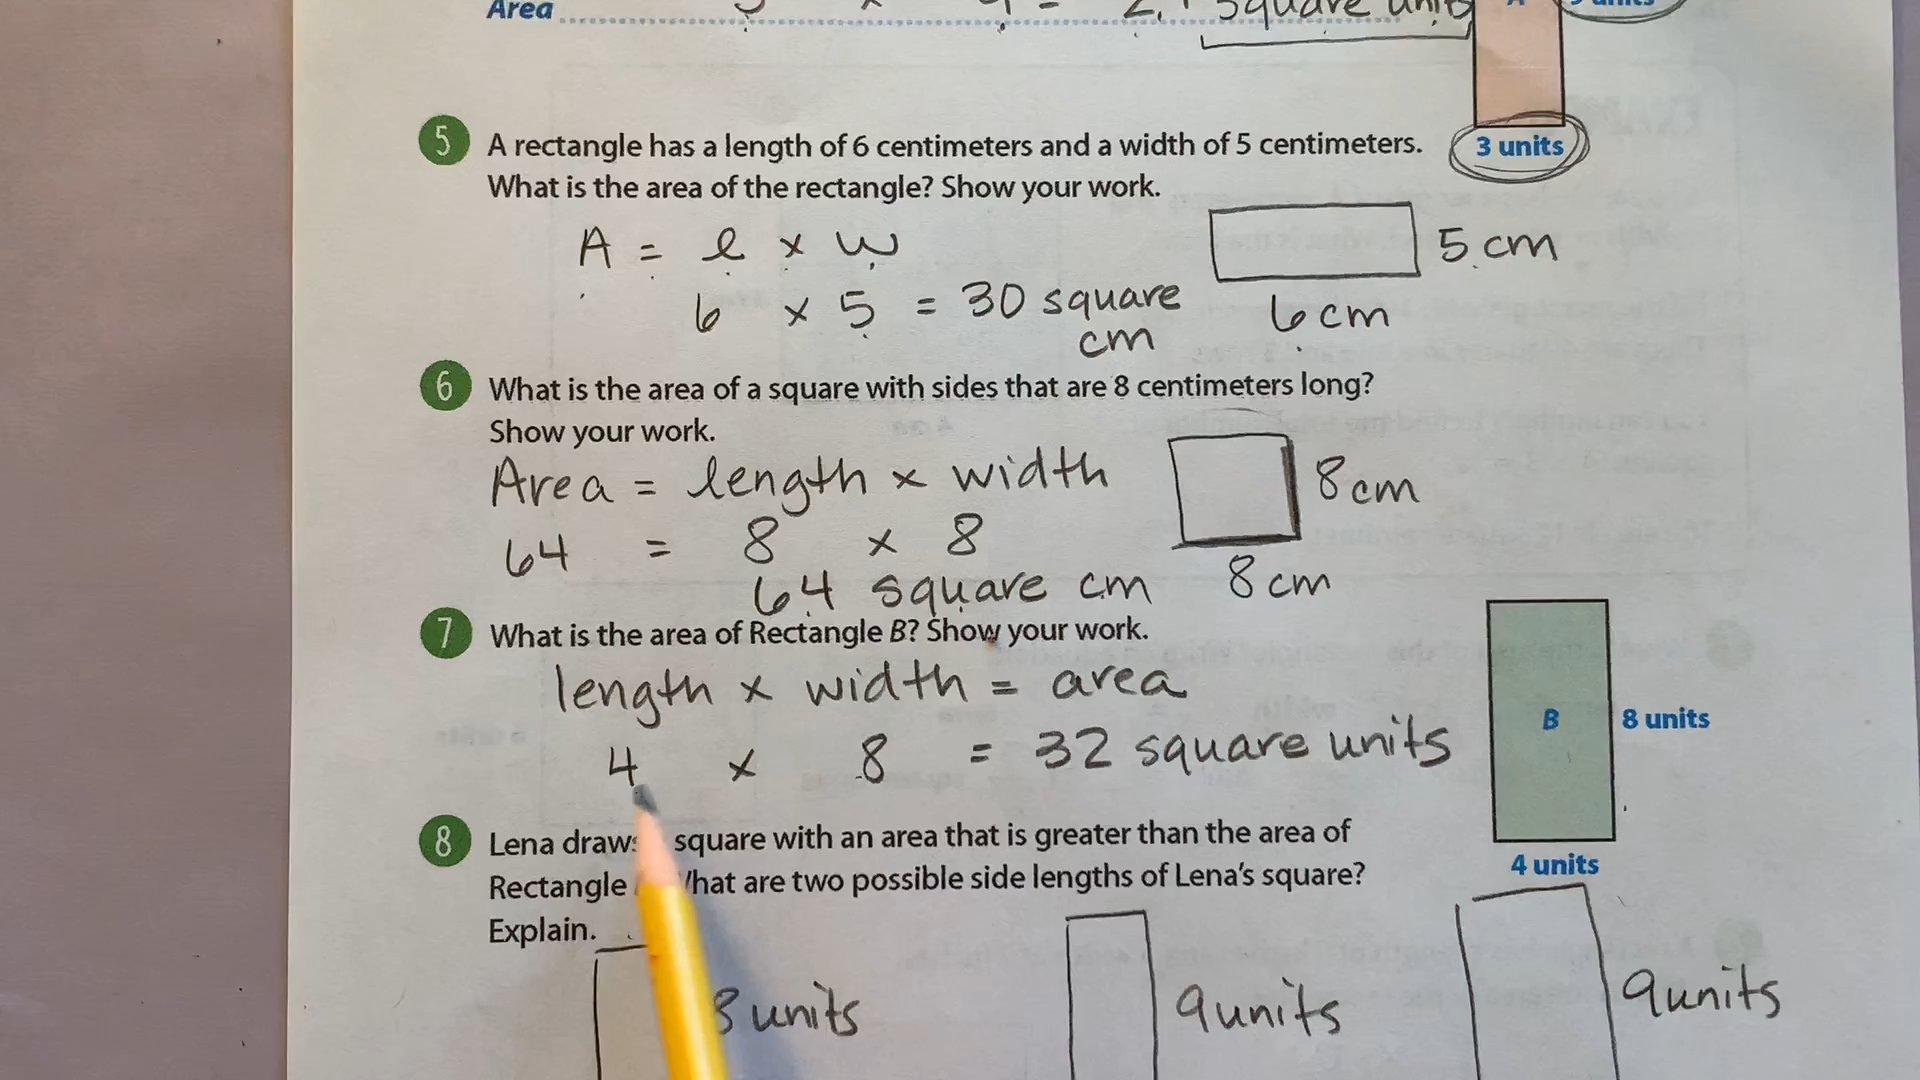 Area
square units
3 units
5 A rectangle has a length of 6 centimeters and a width of 5 centimeters.
What is the area of the rectangle? Show your work.
A = l x w
5 cm
6 x 5 = 30 square
cm
6 cm
6 What is the area of a square with sides that are 8 centimeters long?
Show your work.
Area = length x width
8 cm
64 = 8 x 8
64 square cm
8 cm
7 What is the area of Rectangle B? Show your work.
length x width = area
B
8 units
4 x 8 = 32 square units
4 units
8 Lena draws square with an area that is greater than the area of
Rectangle hat are two possible side lengths of Lena's square?
Explain.
8 units
9 units
9 units